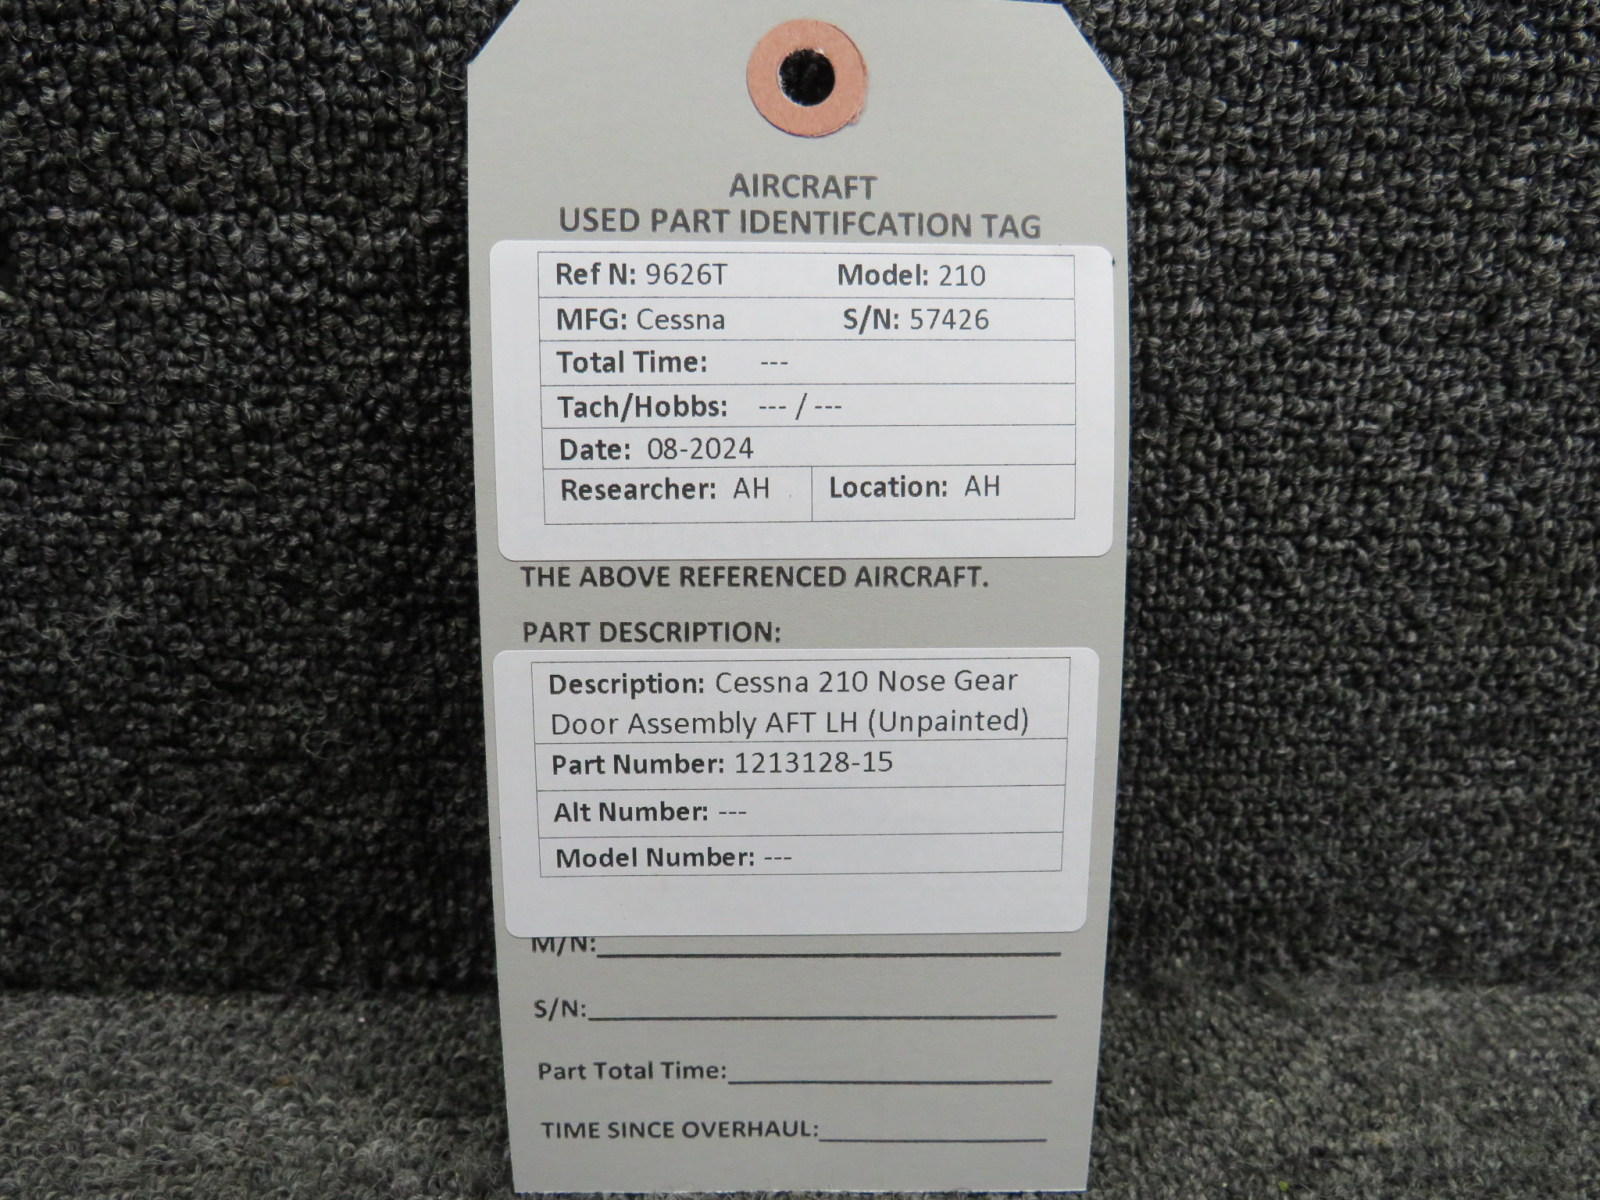 AIRCRAFT
USED PART IDENTIFCATION TAG
Ref N: 9626T Model: 210
MFG: Cessna S/N: 57426
Total Time: ---
Tach/Hobbs: --- / ---
Date: 08-2024
Researcher: AH Location: AH
THE ABOVE REFERENCED AIRCRAFT.
PART DESCRIPTION:
Description: Cessna 210 Nose Gear
Door Assembly AFT LH (Unpainted)
Part Number: 1213128-15
Alt Number: ---
Model Number: ---
M/N:
S/N:
Part Total Time:
TIME SINCE OVERHAUL: